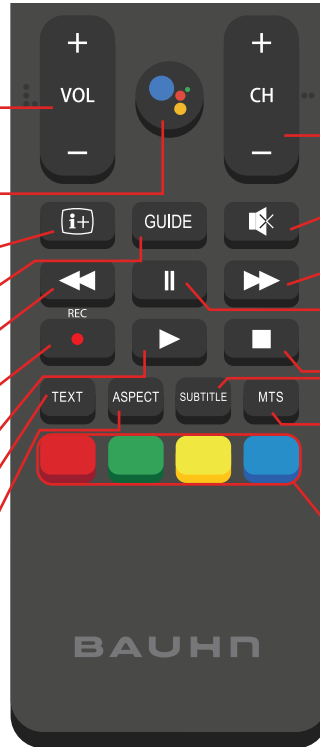 + +
VOL CH
− −
i+ GUIDE
REC
TEXT ASPECT SUBTITLE MTS
BAUHN